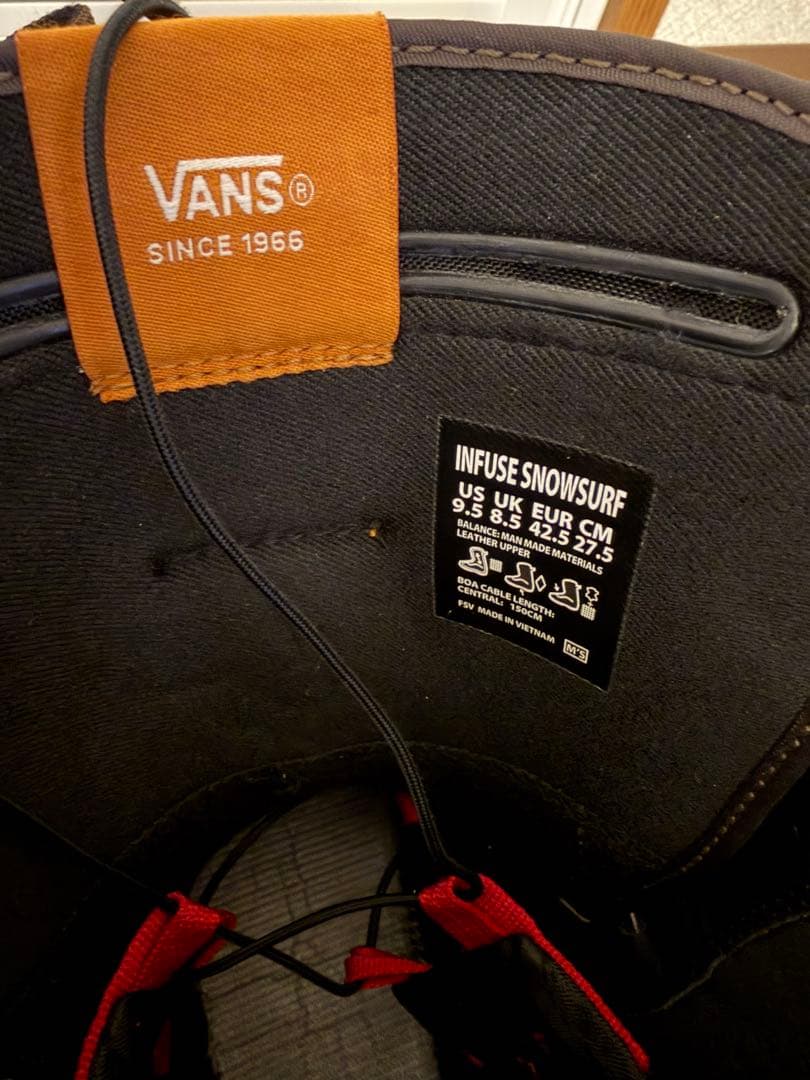 VANS®
SINCE 1966
INFUSE SNOWSURF
US UK EUR CM
9.5 8.5 42.5 27.5
BALANCE: MAN MADE MATERIALS
LEATHER UPPER
BOA CABLE LENGTH:
CENTRAL: 150CM
FSV MADE IN VIETNAM
M'S